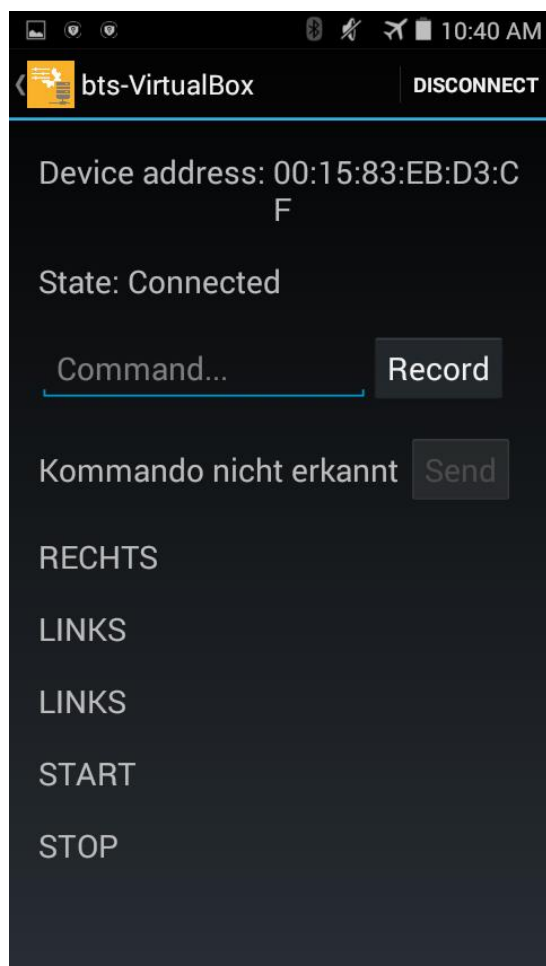 10:40 AM
bts-VirtualBox DISCONNECT
Device address: 00:15:83:EB:D3:C
F
State: Connected
Command... Record
Kommando nicht erkannt Send
RECHTS
LINKS
LINKS
START
STOP